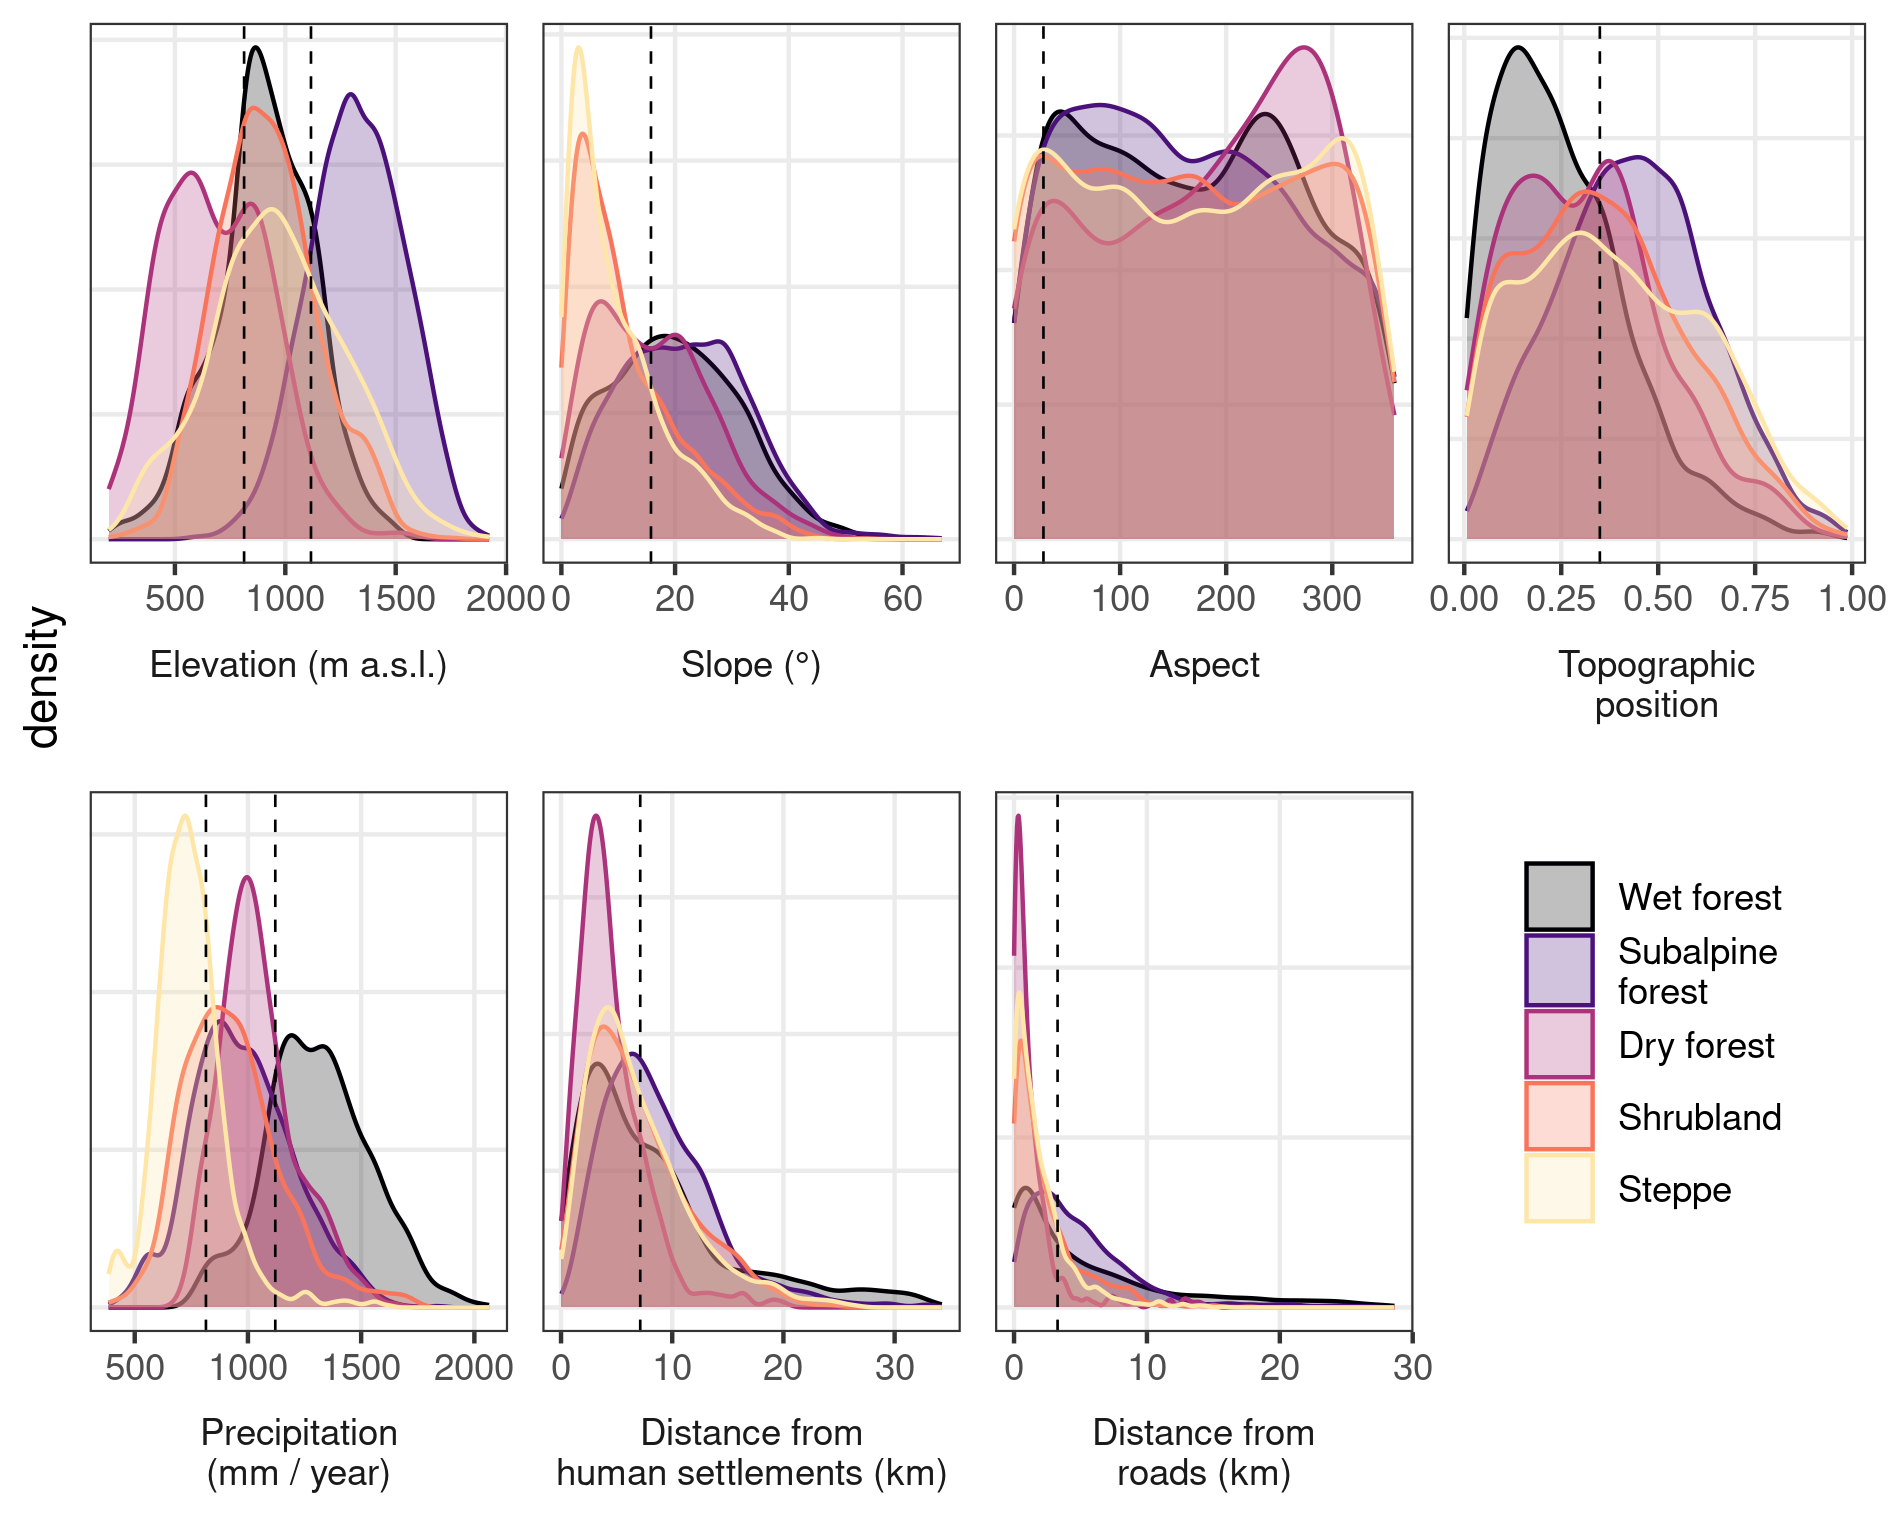 density
500 1000 1500 2000
0 20 40 60
0 100 200 300
0.00 0.25 0.50 0.75 1.00
Elevation (m a.s.l.)
Slope (°)
Aspect
Topographic
position
500 1000 1500 2000
0 10 20 30
0 10 20 30
Precipitation
(mm / year)
Distance from
human settlements (km)
Distance from
roads (km)
Wet forest
Subalpine
forest
Dry forest
Shrubland
Steppe